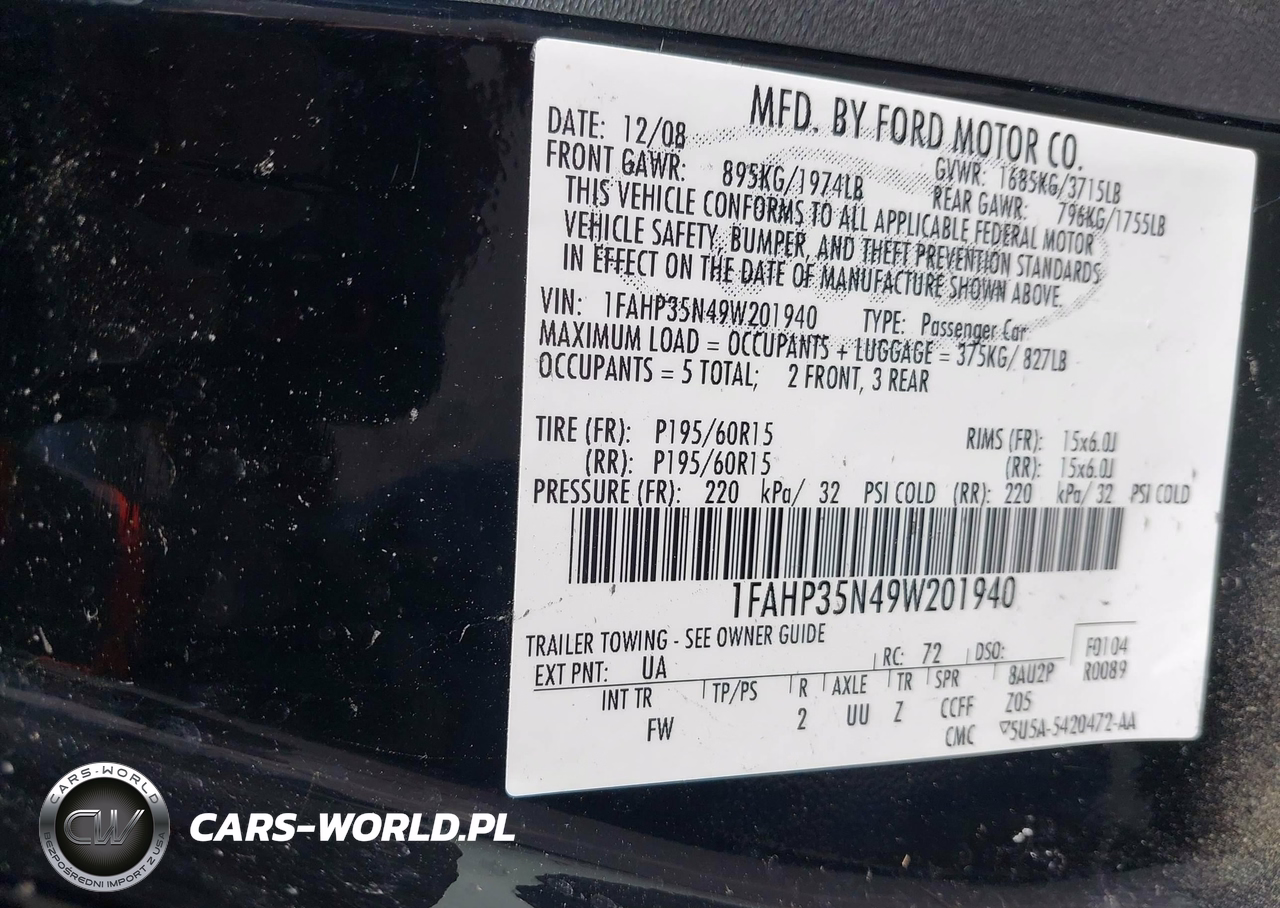 MFD. BY FORD MOTOR CO.
DATE: 12/08 GVWR: 1685KG/3715LB
FRONT GAWR: 895KG/1974LB REAR GAWR: 796KG/1755LB
THIS VEHICLE CONFORMS TO ALL APPLICABLE FEDERAL MOTOR
VEHICLE SAFETY, BUMPER, AND THEFT PREVENTION STANDARDS
IN EFFECT ON THE DATE OF MANUFACTURE SHOWN ABOVE.
VIN: 1FAHP35N49W201940 TYPE: Passenger Car
MAXIMUM LOAD = OCCUPANTS + LUGGAGE = 375KG/ 827LB
OCCUPANTS = 5 TOTAL; 2 FRONT, 3 REAR
TIRE (FR): P195/60R15 RIMS (FR): 15x6.0J
(RR): P195/60R15 (RR): 15x6.0J
PRESSURE (FR): 220 kPa/ 32 PSI COLD (RR): 220 kPa/ 32 PSI COLD
1FAHP35N49W201940
TRAILER TOWING - SEE OWNER GUIDE F0104
EXT PNT: UA RC: 72 DSO: R0089
INT TR TP/PS R AXLE TR SPR 8AU2P
FW 2 UU Z CCFF Z05
CMC ▽5U5A-5420472-AA
CARS-WORLD
CW
BEZPOŚREDNI IMPORT Z USA
CARS-WORLD.PL